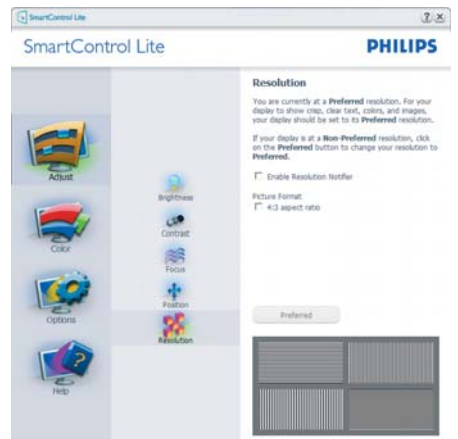 SmartControl Lite
SmartControl Lite
PHILIPS
Adjust
Color
Options
Help
Brightness
Contrast
Focus
Position
Resolution
Resolution
You are currently at a Preferred resolution. For your
display to show crisp, clear text, colors, and images,
your display should be set to its Preferred resolution.
If your display is at a Non-Preferred resolution, click
on the Preferred button to change your resolution to
Preferred.
Enable Resolution Notifier
Picture Format
4:3 aspect ratio
Preferred